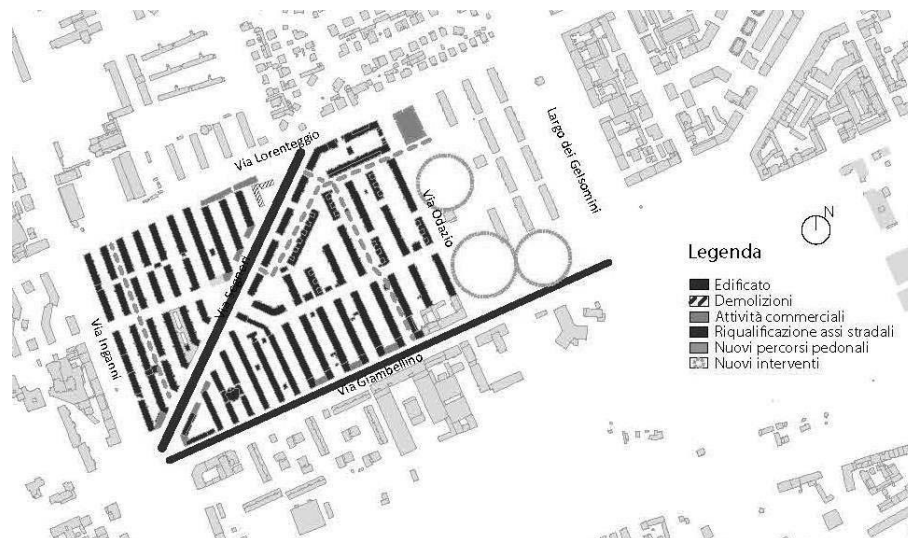 Via Lorenteggio
Largo dei Gelsomini
Via Odazio
N
Via Inganni
Via Giambellino
Legenda
Edificato
Demolizioni
Attività commerciali
Riqualificazione assi stradali
Nuovi percorsi pedonali
Nuovi interventi